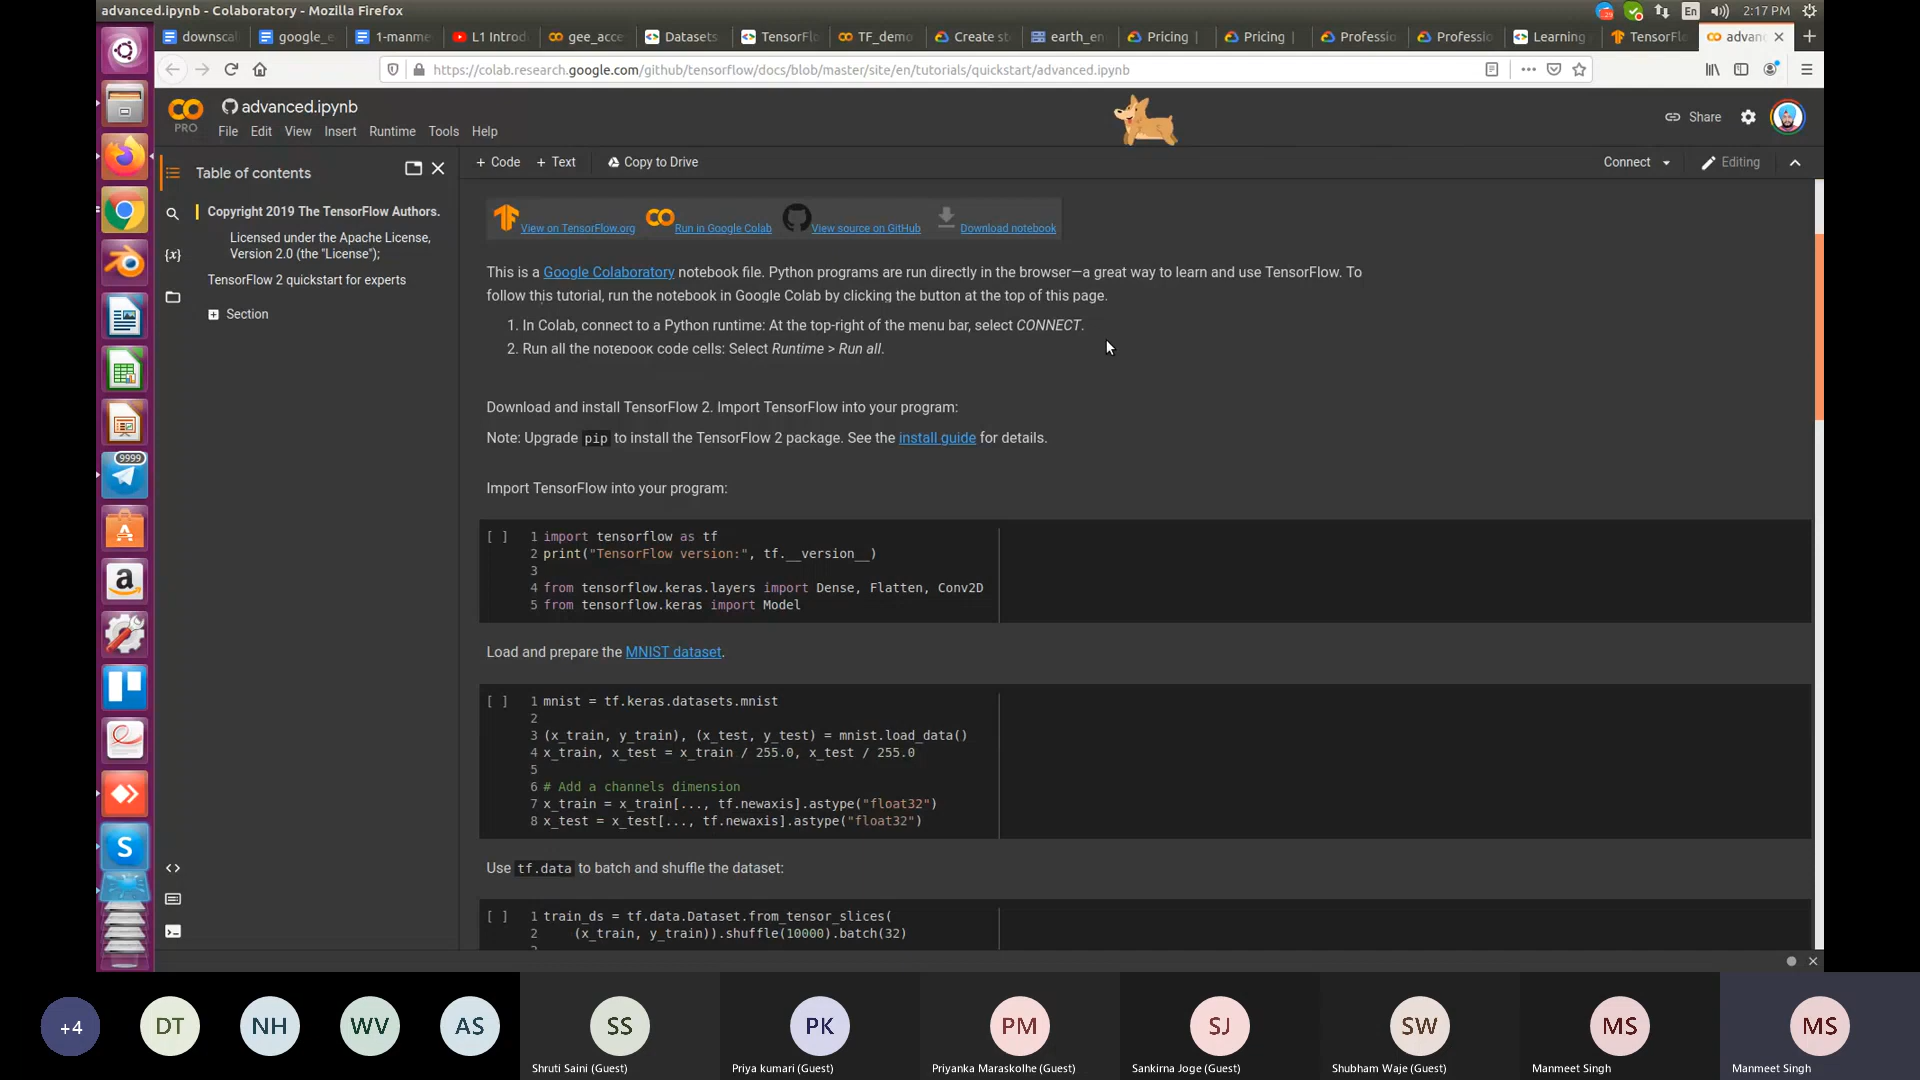 advanced.ipynb - Colaboratory - Mozilla Firefox
En 2:17 PM
downsca google_e 1-manme L1 Introd gee_acce Datasets TensorFl TF_demo Create st earth_en Pricing | Pricing | Professio Professio Learning TensorFl advan
https://colab.research.google.com/github/tensorflow/docs/blob/master/site/en/tutorials/quickstart/advanced.ipynb
PRO
advanced.ipynb
Share
File Edit View Insert Runtime Tools Help
Table of contents
+ Code + Text Copy to Drive
Connect Editing
Copyright 2019 The TensorFlow Authors.
Licensed under the Apache License,
Version 2.0 (the "License");
TensorFlow 2 quickstart for experts
Section
View on TensorFlow.org Run in Google Colab View source on GitHub Download notebook
This is a Google Colaboratory notebook file. Python programs are run directly in the browser—a great way to learn and use TensorFlow. To
follow this tutorial, run the notebook in Google Colab by clicking the button at the top of this page.
1. In Colab, connect to a Python runtime: At the top-right of the menu bar, select CONNECT.
2. Run all the notebook code cells: Select Runtime > Run all.
Download and install TensorFlow 2. Import TensorFlow into your program:
Note: Upgrade pip to install the TensorFlow 2 package. See the install guide for details.
Import TensorFlow into your program:
[ ] 1 import tensorflow as tf
2 print("TensorFlow version:", tf.__version__)
3
4 from tensorflow.keras.layers import Dense, Flatten, Conv2D
5 from tensorflow.keras import Model
Load and prepare the MNIST dataset.
[ ] 1 mnist = tf.keras.datasets.mnist
2
3 (x_train, y_train), (x_test, y_test) = mnist.load_data()
4 x_train, x_test = x_train / 255.0, x_test / 255.0
5
6 # Add a channels dimension
7 x_train = x_train[..., tf.newaxis].astype("float32")
8 x_test = x_test[..., tf.newaxis].astype("float32")
Use tf.data to batch and shuffle the dataset:
[ ] 1 train_ds = tf.data.Dataset.from_tensor_slices(
2 (x_train, y_train)).shuffle(10000).batch(32)
9999
+4 DT NH WV AS SS PK PM SJ SW MS MS
Shruti Saini (Guest) Priya kumari (Guest) Priyanka Maraskolhe (Guest) Sankirna Joge (Guest) Shubham Waje (Guest) Manmeet Singh Manmeet Singh